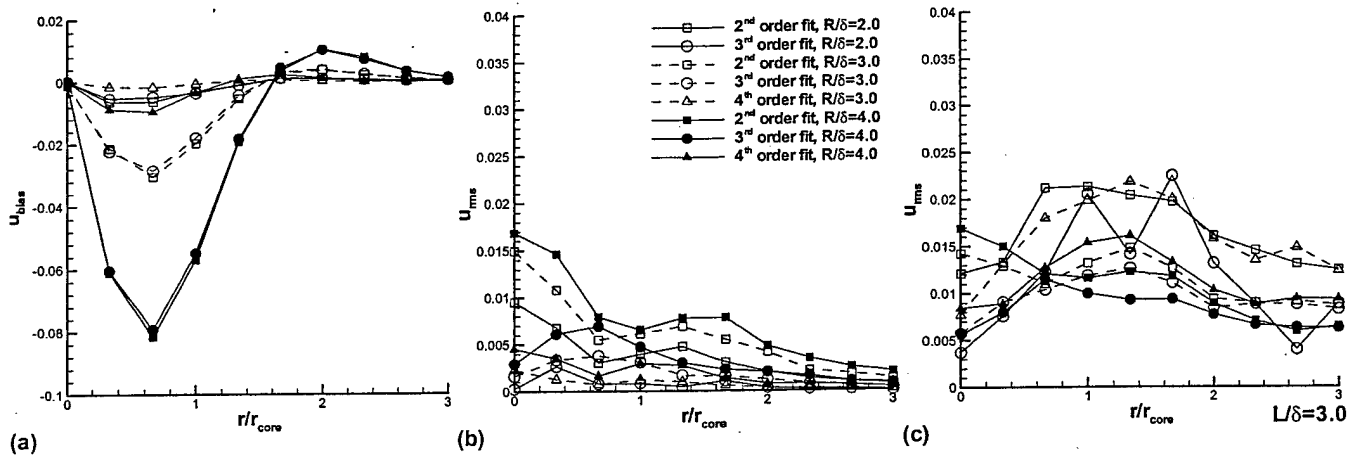 0.02
0
-0.02
-0.04
-0.06
-0.08
-0.1
u_bias
0 1 2 3
r/r_core
(a)
0.04
0.035
0.03
0.025
0.02
0.015
0.01
0.005
0
u_rms
0 1 2 3
r/r_core
(b)
2nd order fit, R/δ=2.0
3rd order fit, R/δ=2.0
2nd order fit, R/δ=3.0
3rd order fit, R/δ=3.0
4th order fit, R/δ=3.0
2nd order fit, R/δ=4.0
3rd order fit, R/δ=4.0
4th order fit, R/δ=4.0
0.04
0.035
0.03
0.025
0.02
0.015
0.01
0.005
0
u_rms
0 1 2 3
r/r_core
L/δ=3.0
(c)